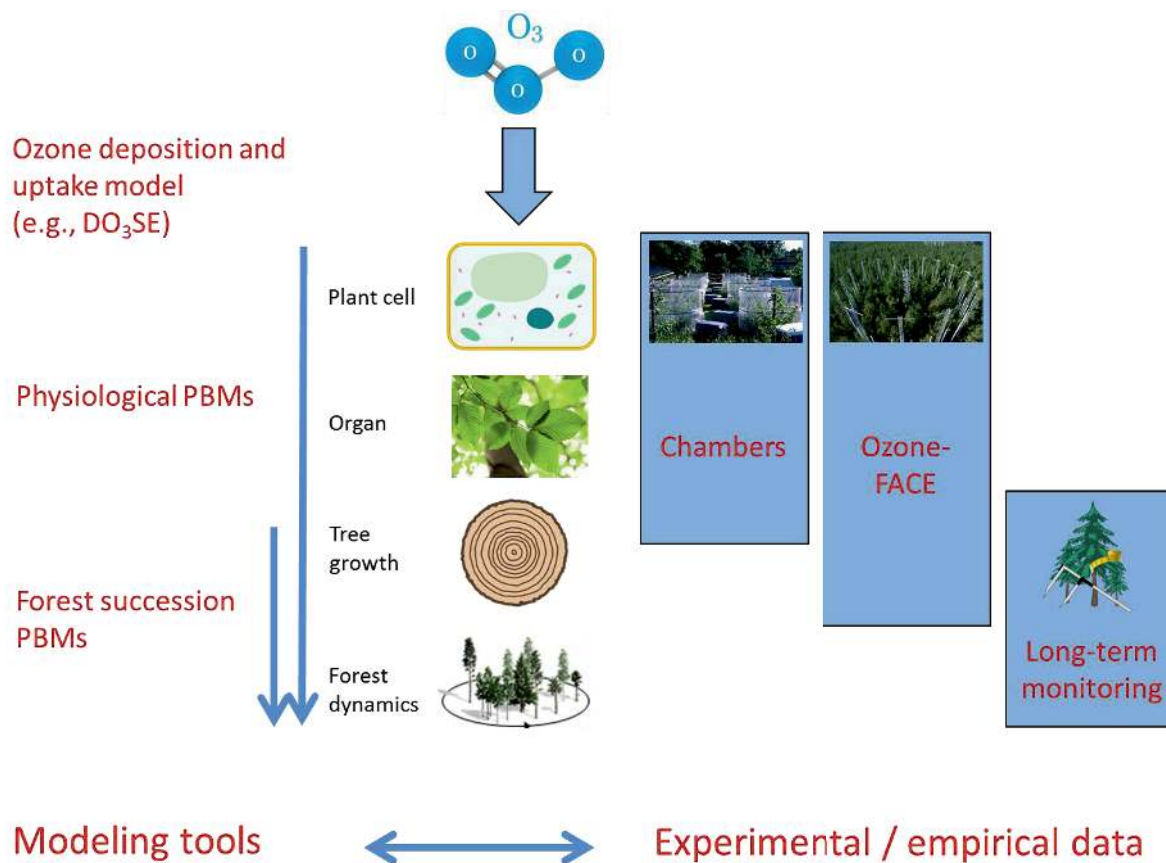 O₃
O
O
O
Ozone deposition and
uptake model
(e.g., DO₃SE)
Plant cell
Physiological PBMs
Organ
Chambers
Ozone-
FACE
Tree
growth
Forest succession
PBMs
Forest
dynamics
Long-term
monitoring
Modeling tools
Experimental / empirical data